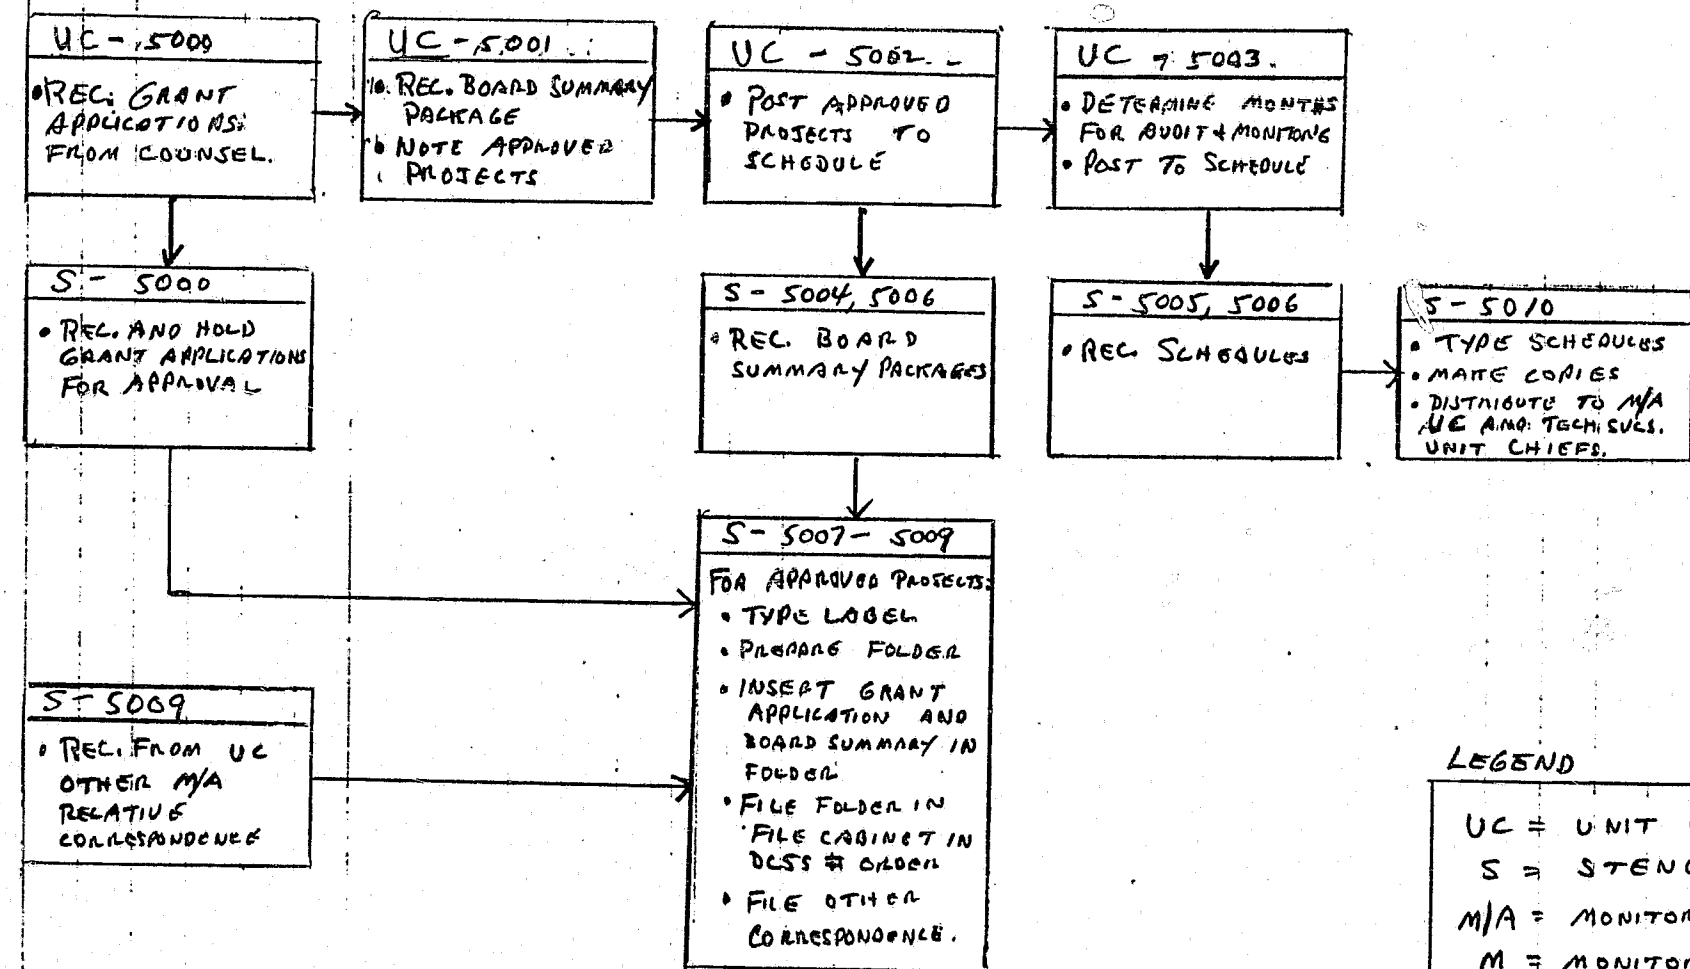 UC - 5000
• REC. GRANT
APPLICATIONS
FROM COUNSEL.
UC - 5001
• REC. BOARD SUMMARY
PACKAGE
• NOTE APPROVED
PROJECTS
UC - 5002
• POST APPROVED
PROJECTS TO
SCHEDULE
UC - 5003.
• DETERMINE MONTHS
FOR AUDIT & MONITOR'G
• POST TO SCHEDULE
S - 5000
• REC. AND HOLD
GRANT APPLICATIONS
FOR APPROVAL
S - 5004, 5006
• REC. BOARD
SUMMARY PACKAGES
S - 5005, 5006
• REC. SCHEDULES
S - 5010
• TYPE SCHEDULES
• MAKE COPIES
• DISTRIBUTE TO M/A
UC AND TECH. SVCS.
UNIT CHIEFS.
S - 5007 - 5009
FOR APPROVED PROJECTS:
• TYPE LABEL
• PREPARE FOLDER
• INSERT GRANT
APPLICATION AND
BOARD SUMMARY IN
FOLDER
• FILE FOLDER IN
FILE CABINET IN
DCJS # ORDER
• FILE OTHER
CORRESPONDENCE.
S - 5009
• REC. FROM UC
OTHER M/A
RELATIVE
CORRESPONDENCE
LEGEND
UC = UNIT
S = STENO
M/A = MONITOR
M = MONITOR